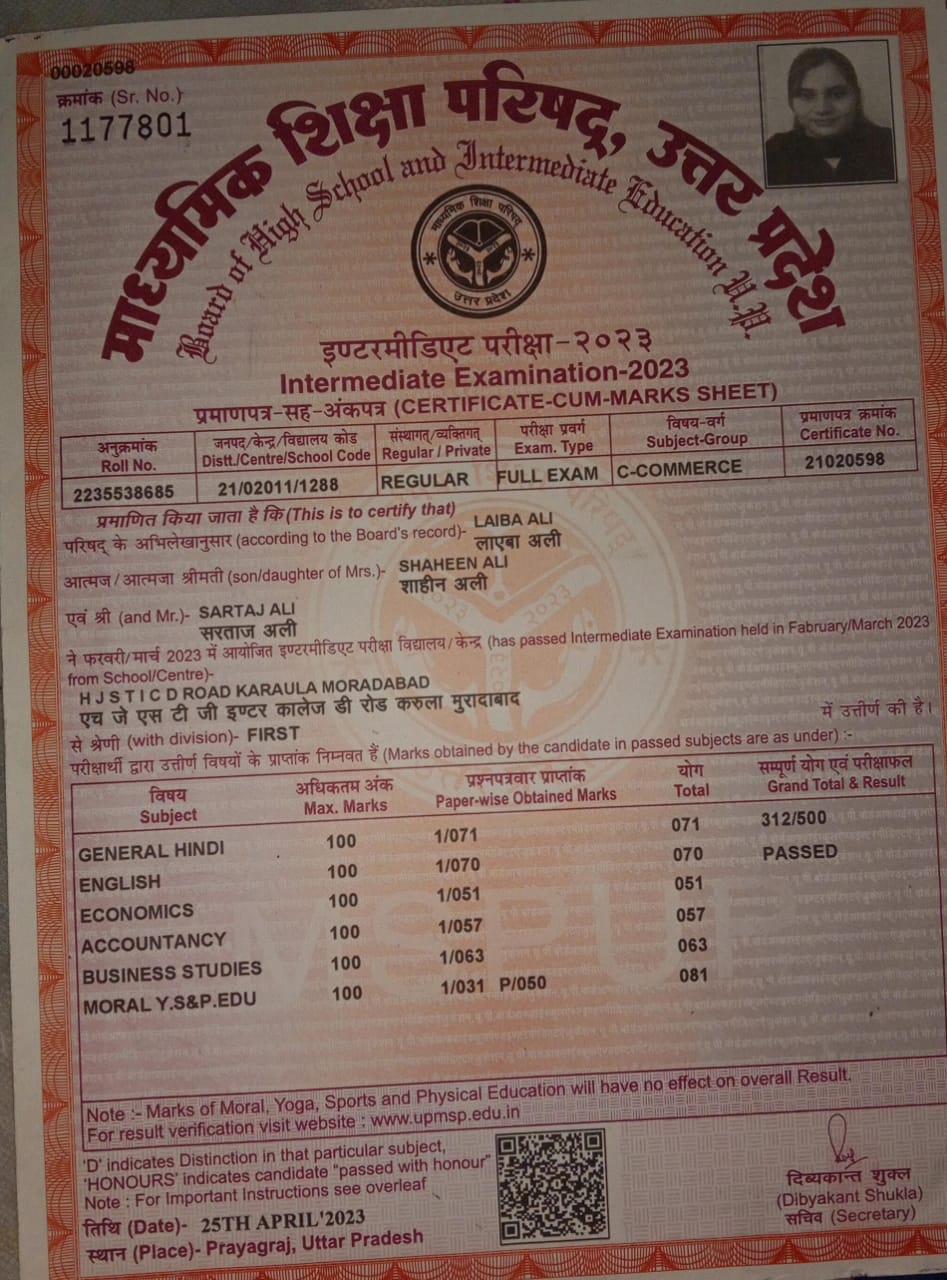 00020598
क्रमांक (Sr. No.)
1177801
माध्यमिक शिक्षा परिषद्, उत्तर प्रदेश
Board of High School and Intermediate Education U.P.
माध्यमिक शिक्षा परिषद्
उत्तर प्रदेश
इण्टरमीडिएट परीक्षा-२०२३
Intermediate Examination-2023
प्रमाणपत्र-सह-अंकपत्र (CERTIFICATE-CUM-MARKS SHEET)
अनुक्रमांक जनपद/केन्द्र/विद्यालय कोड संस्थागत/व्यक्तिगत परीक्षा प्रवर्ग विषय-वर्ग प्रमाणपत्र क्रमांक
Roll No. Distt./Centre/School Code Regular / Private Exam. Type Subject-Group Certificate No.
2235538685 21/02011/1288 REGULAR FULL EXAM C-COMMERCE 21020598
प्रमाणित किया जाता है कि (This is to certify that)
परिषद् के अभिलेखानुसार (according to the Board's record)- LAIBA ALI
लाएबा अली
आत्मज/आत्मजा श्रीमती (son/daughter of Mrs.)- SHAHEEN ALI
शाहीन अली
एवं श्री (and Mr.)- SARTAJ ALI
सरताज अली
ने फरवरी/मार्च 2023 में आयोजित इण्टरमीडिएट परीक्षा विद्यालय/केन्द्र (has passed Intermediate Examination held in Fabruary/March 2023
from School/Centre)-
H J S T I C D ROAD KARAULA MORADABAD
एच जे एस टी जी इण्टर कालेज डी रोड करुला मुरादाबाद
में उत्तीर्ण की है।
से श्रेणी (with division)- FIRST
परीक्षार्थी द्वारा उत्तीर्ण विषयों के प्राप्तांक निम्नवत हैं (Marks obtained by the candidate in passed subjects are as under) :-
विषय अधिकतम अंक प्रश्नपत्रवार प्राप्तांक योग सम्पूर्ण योग एवं परीक्षाफल
Subject Max. Marks Paper-wise Obtained Marks Total Grand Total & Result
GENERAL HINDI 100 1/071 071 312/500
ENGLISH 100 1/070 070 PASSED
ECONOMICS 100 1/051 051
ACCOUNTANCY 100 1/057 057
BUSINESS STUDIES 100 1/063 063
MORAL Y.S&P.EDU 100 1/031 P/050 081
MSPUP
Note :- Marks of Moral, Yoga, Sports and Physical Education will have no effect on overall Result.
For result verification visit website : www.upmsp.edu.in
'D' indicates Distinction in that particular subject,
'HONOURS' indicates candidate "passed with honour"
Note : For Important Instructions see overleaf
तिथि (Date)- 25TH APRIL'2023
स्थान (Place)- Prayagraj, Uttar Pradesh
दिब्यकान्त शुक्ल
(Dibyakant Shukla)
सचिव (Secretary)